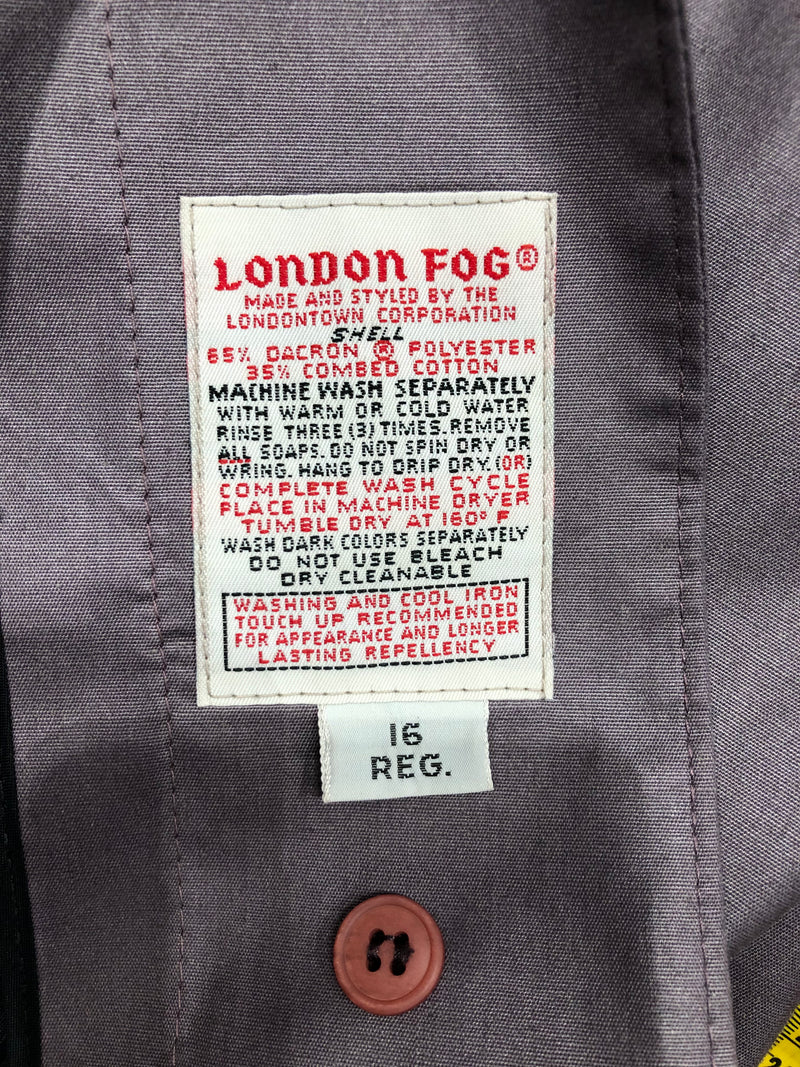 LONDON FOG®
MADE AND STYLED BY THE
LONDONTOWN CORPORATION
SHELL
65% DACRON ® POLYESTER
35% COMBED COTTON
MACHINE WASH SEPARATELY
WITH WARM OR COLD WATER
RINSE THREE (3) TIMES. REMOVE
ALL SOAPS. DO NOT SPIN DRY OR
WRING. HANG TO DRIP DRY. (OR)
COMPLETE WASH CYCLE
PLACE IN MACHINE DRYER
TUMBLE DRY AT 160° F
WASH DARK COLORS SEPARATELY
DO NOT USE BLEACH
DRY CLEANABLE
WASHING AND COOL IRON
TOUCH UP RECOMMENDED
FOR APPEARANCE AND LONGER
LASTING REPELLENCY
16
REG.